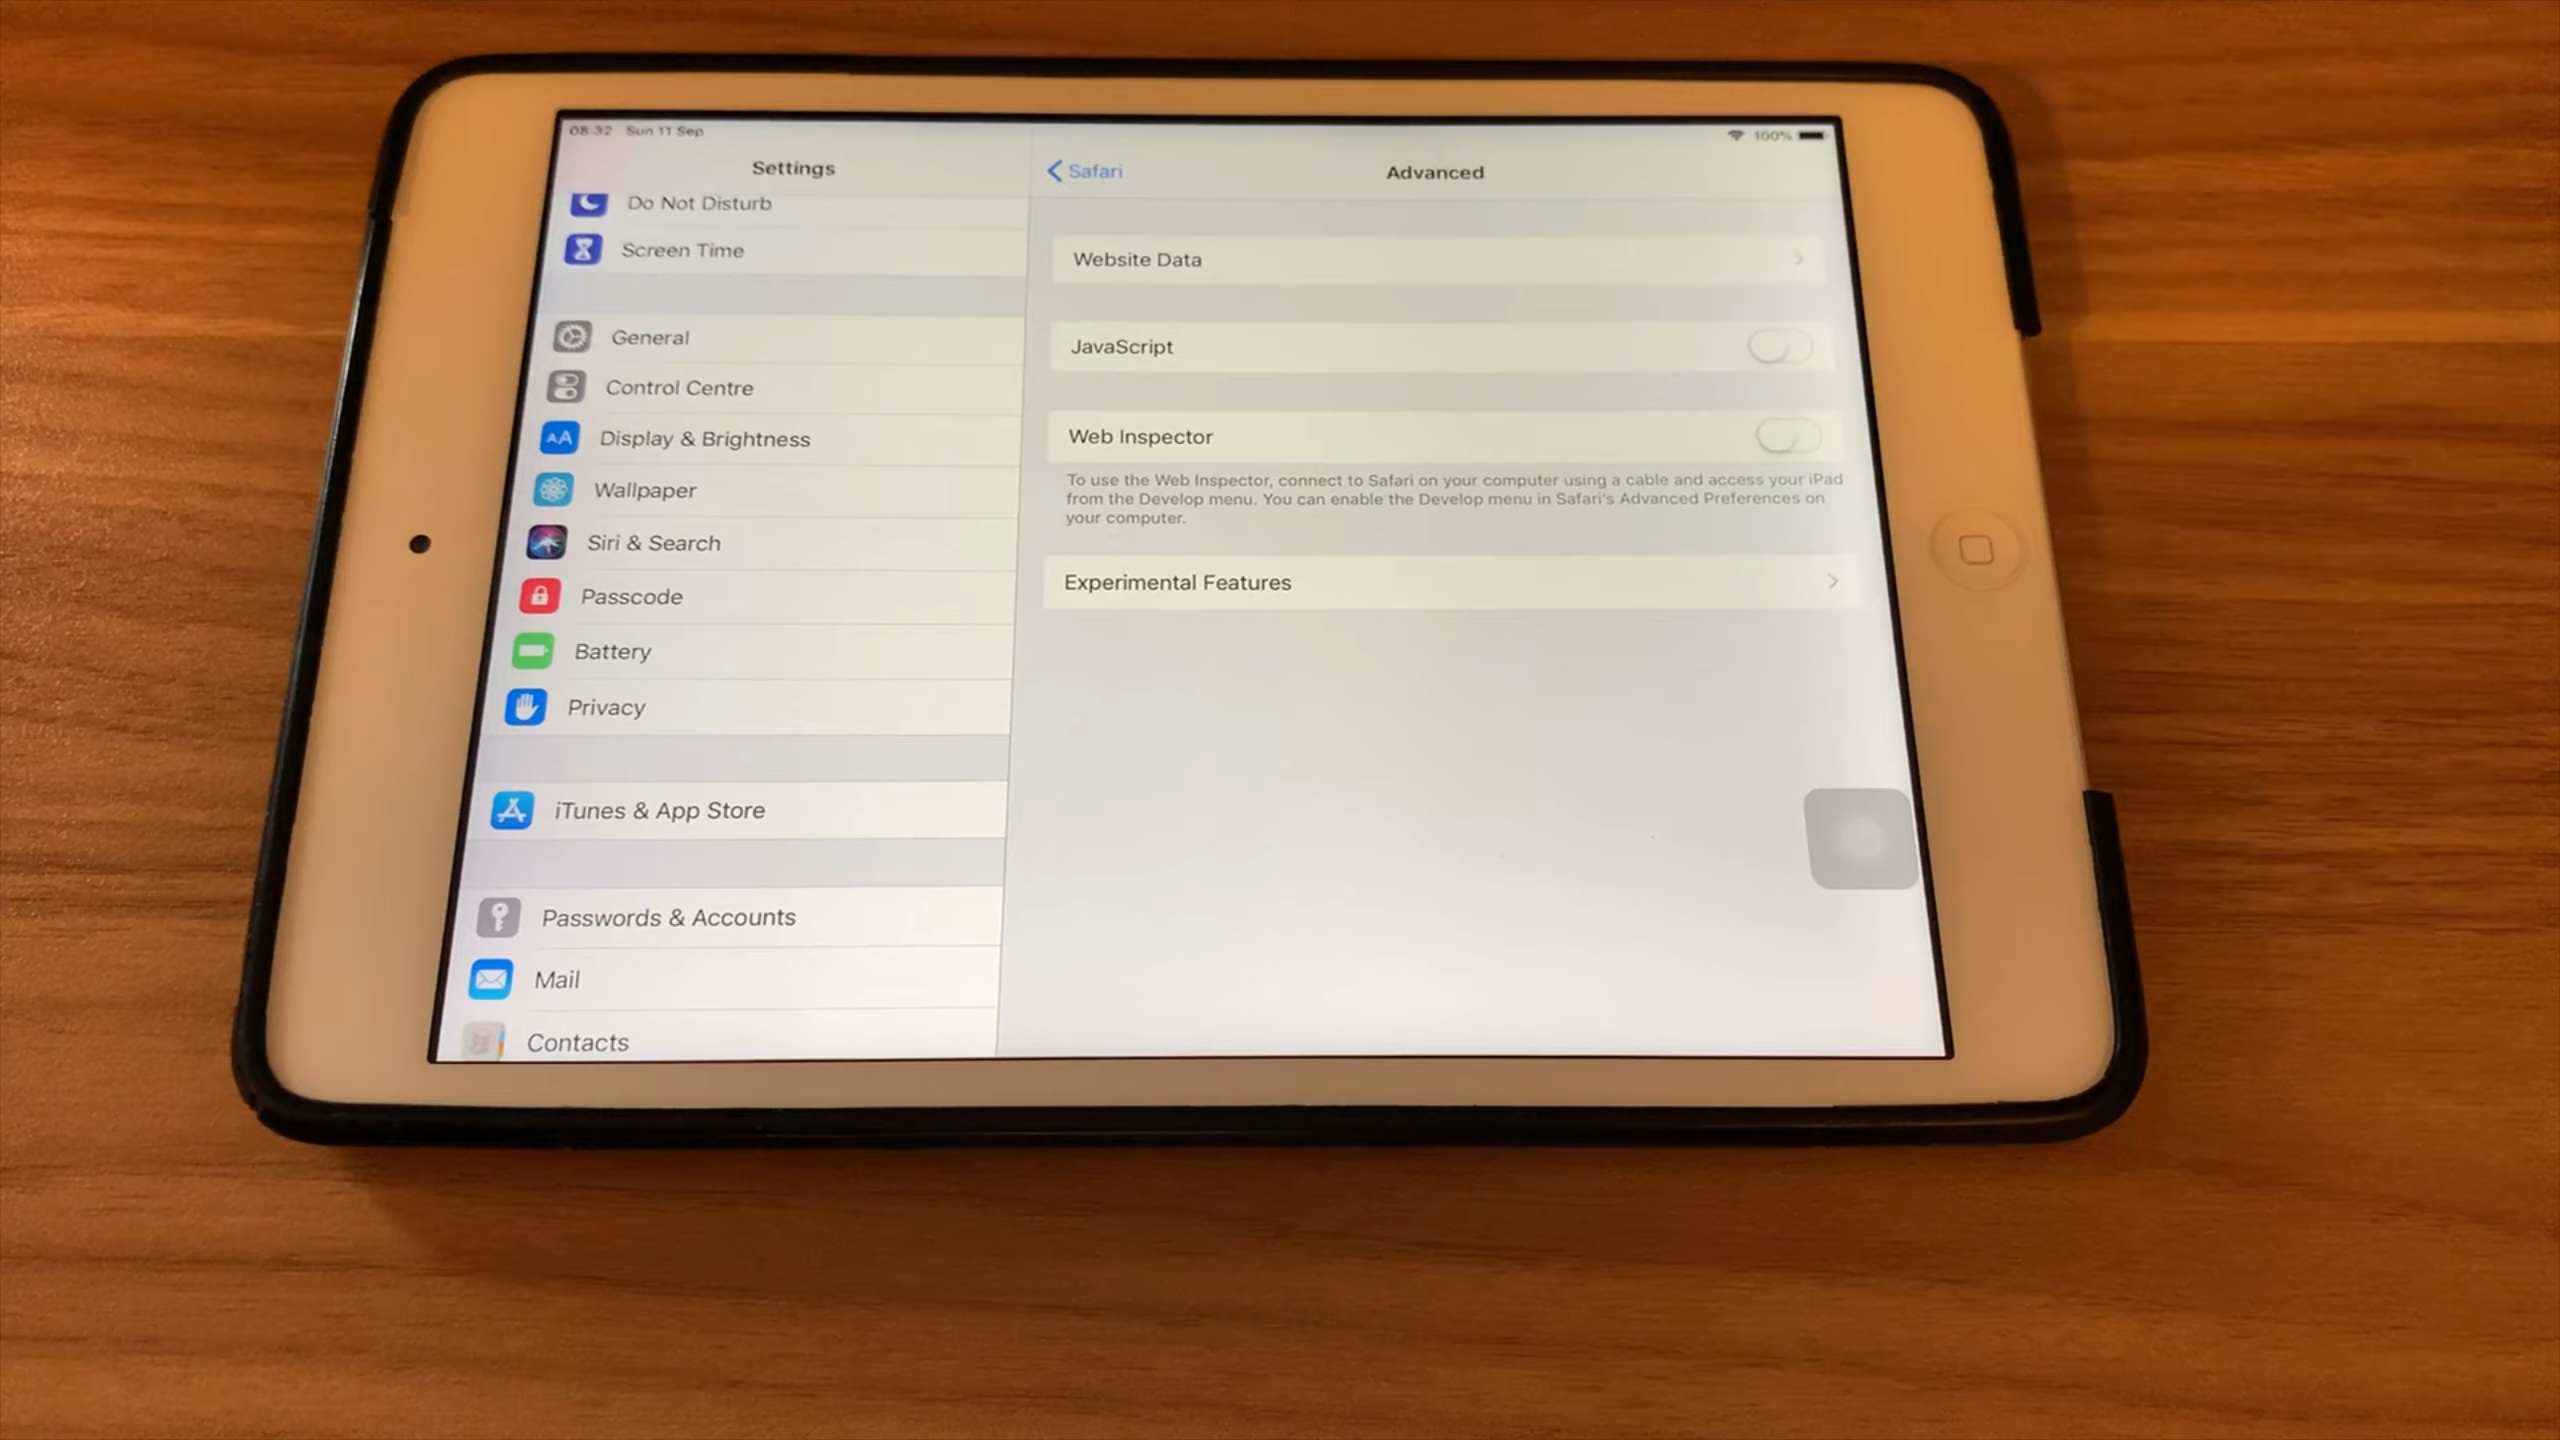 08:32 Sun 11 Sep
100%
Settings
Do Not Disturb
Screen Time
General
Control Centre
AA Display & Brightness
Wallpaper
Siri & Search
Passcode
Battery
Privacy
iTunes & App Store
Passwords & Accounts
Mail
Contacts
Safari
Advanced
Website Data
JavaScript
Web Inspector
To use the Web Inspector, connect to Safari on your computer using a cable and access your iPad
from the Develop menu. You can enable the Develop menu in Safari's Advanced Preferences on
your computer.
Experimental Features